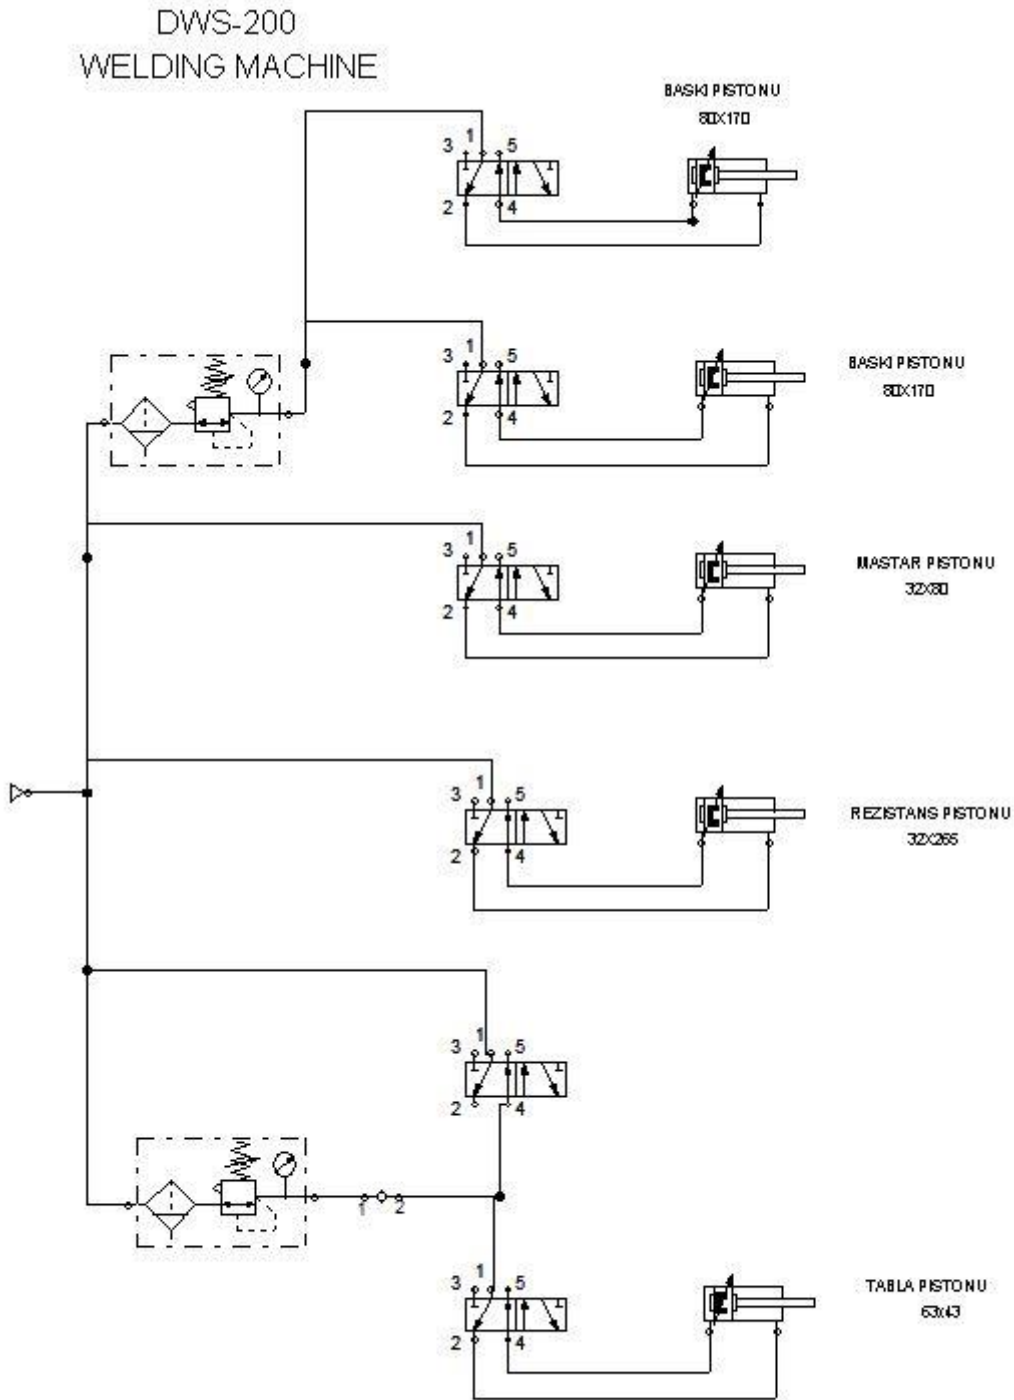 DWS-200
WELDING MACHINE
BASKI PISTONU
80X170
3 1 5
2 4
BASKI PISTONU
80X170
3 1 5
2 4
MASTAR PISTONU
32X80
3 1 5
2 4
REZISTANS PISTONU
32X265
3 1 5
2 4
3 1 5
2 4
1 2
TABLA PISTONU
63x43
3 1 5
2 4